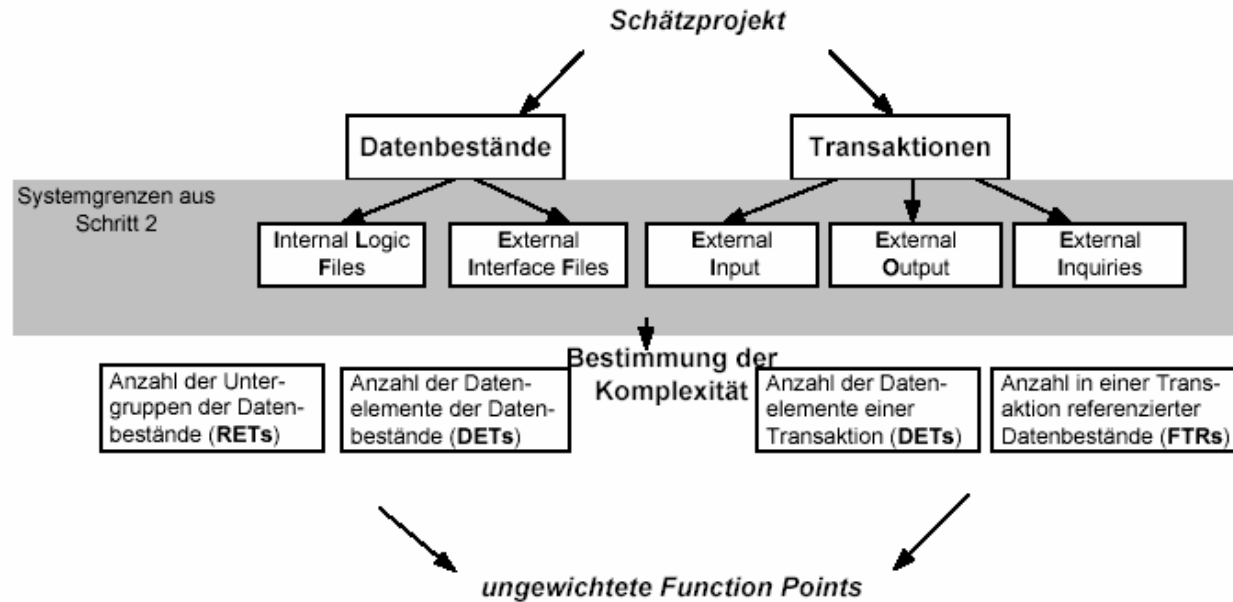 Schätzprojekt
Datenbestände
Transaktionen
Systemgrenzen aus
Schritt 2
Internal Logic
Files
External
Interface Files
External
Input
External
Output
External
Inquiries
Bestimmung der
Komplexität
Anzahl der Unter-
gruppen der Daten-
bestände (RETs)
Anzahl der Daten-
elemente der Daten-
bestände (DETs)
Anzahl der Daten-
elemente einer
Transaktion (DETs)
Anzahl in einer Trans-
aktion referenzierter
Datenbestände (FTRs)
ungewichtete Function Points